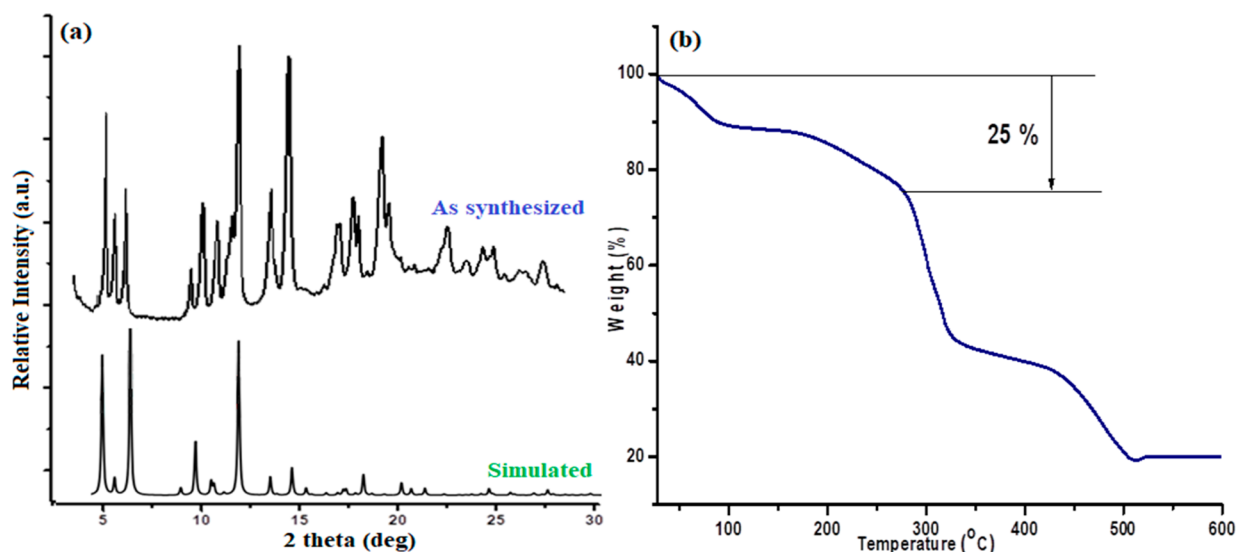 (a)
As synthesized
Simulated
Relative Intensity (a.u.)
5
10
15
20
25
30
2 theta (deg)
(b)
100
80
60
40
20
25 %
Weight (%)
100
200
300
400
500
600
Temperature (°C)